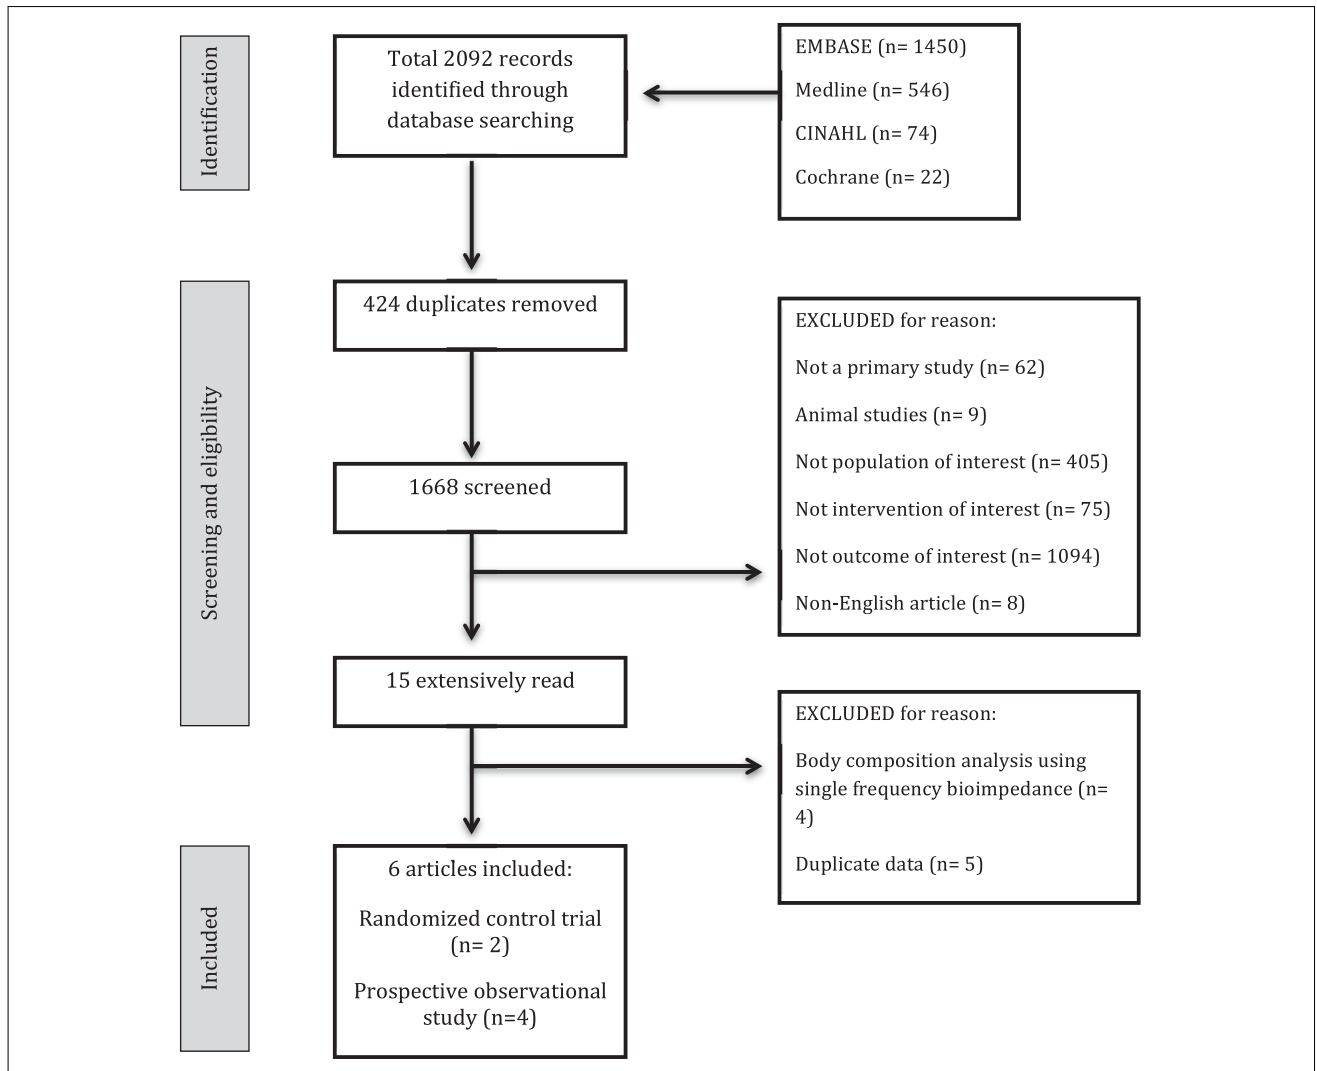 Identification
Total 2092 records
identified through
database searching
EMBASE (n= 1450)
Medline (n= 546)
CINAHL (n= 74)
Cochrane (n= 22)
Screening and eligibility
424 duplicates removed
1668 screened
EXCLUDED for reason:
Not a primary study (n= 62)
Animal studies (n= 9)
Not population of interest (n= 405)
Not intervention of interest (n= 75)
Not outcome of interest (n= 1094)
Non-English article (n= 8)
15 extensively read
EXCLUDED for reason:
Body composition analysis using
single frequency bioimpedance (n=
4)
Duplicate data (n= 5)
Included
6 articles included:
Randomized control trial
(n= 2)
Prospective observational
study (n=4)